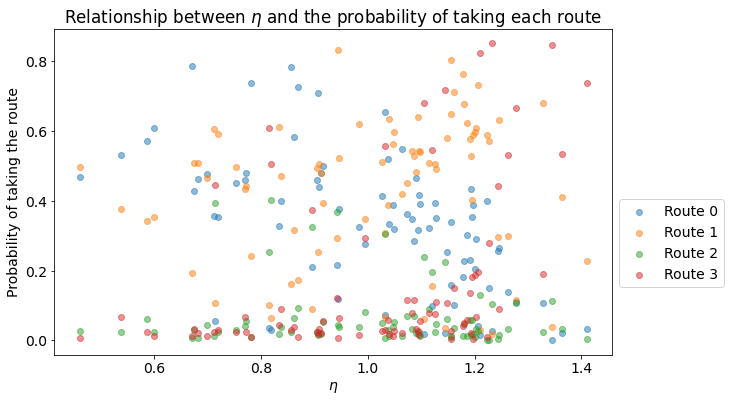 Relationship between η and the probability of taking each route
Probability of taking the route
0.8
0.6
0.4
0.2
0.0
0.6 0.8 1.0 1.2 1.4
η
Route 0
Route 1
Route 2
Route 3